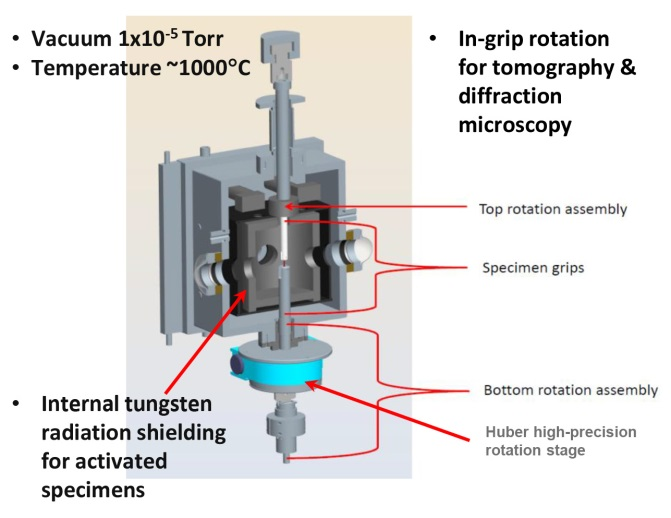 • Vacuum 1x10⁻⁵ Torr
• Temperature ~1000°C
• In-grip rotation
for tomography &
diffraction
microscopy
Top rotation assembly
Specimen grips
Bottom rotation assembly
Huber high-precision
rotation stage
• Internal tungsten
radiation shielding
for activated
specimens